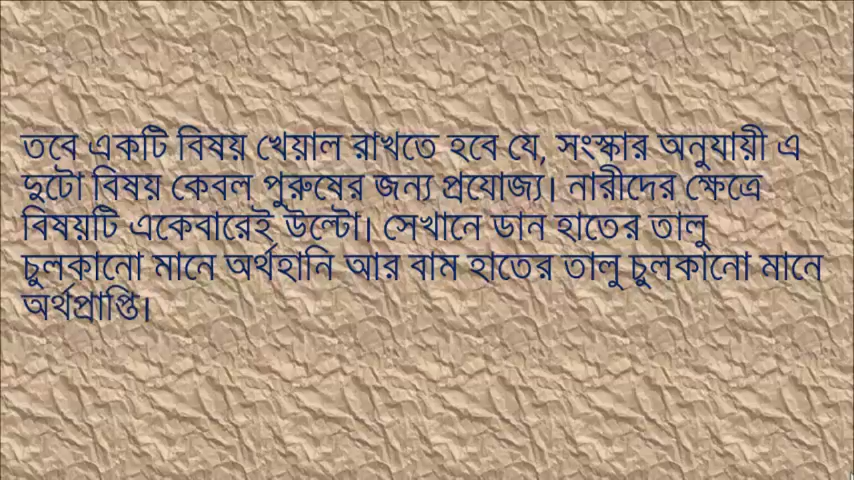 তবে একটি বিষয় খেয়াল রাখতে হবে যে, সংস্কার অনুযায়ী এ
দুটো বিষয় কেবল পুরুষের জন্য প্রযোজ্য। নারীদের ক্ষেত্রে
বিষয়টি একেবারেই উল্টো। সেখানে ডান হাতের তালু
চুলকানো মানে অর্থহানি আর বাম হাতের তালু চুলকানো মানে
অর্থপ্রাপ্তি।